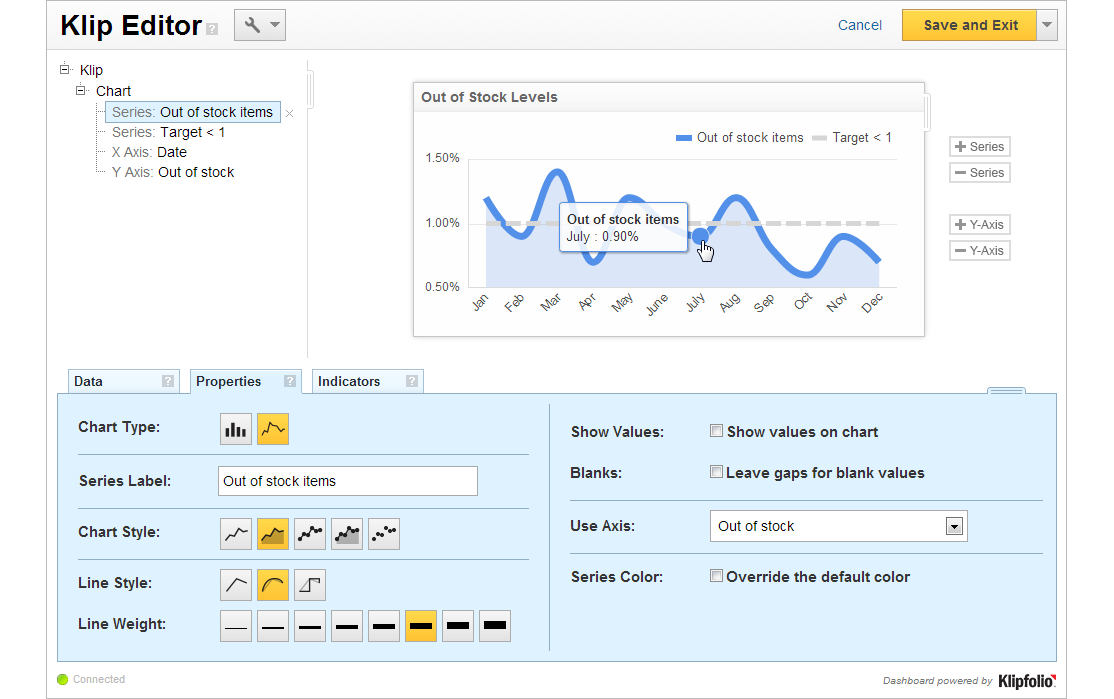 Klip Editor ?
Cancel
Save and Exit
Klip
Chart
Series: Out of stock items
Series: Target < 1
X Axis: Date
Y Axis: Out of stock
Out of Stock Levels
Out of stock items Target < 1
1.50%
1.00%
0.50%
Out of stock items
July : 0.90%
Jan Feb Mar Apr May June July Aug Sep Oct Nov Dec
+ Series
− Series
+ Y-Axis
− Y-Axis
Data ?
Properties ?
Indicators ?
Chart Type:
Series Label: Out of stock items
Chart Style:
Line Style:
Line Weight:
Show Values: Show values on chart
Blanks: Leave gaps for blank values
Use Axis: Out of stock
Series Color: Override the default color
Connected
Dashboard powered by Klipfolio